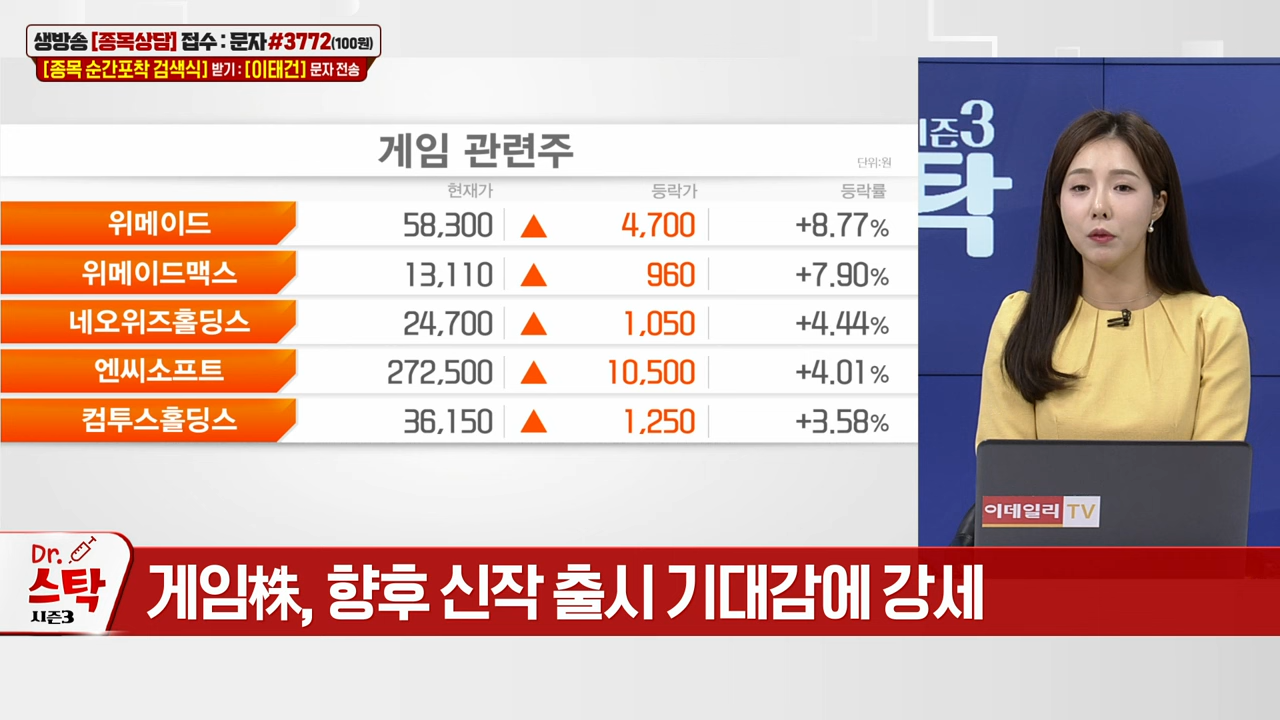 생방송 [종목상담] 접수 : 문자#3772(100원)
[종목 순간포착 검색식] 받기 : [이태건] 문자 전송
게임 관련주
단위:원
현재가 등락가 등락률
위메이드 58,300 ▲ 4,700 +8.77%
위메이드맥스 13,110 ▲ 960 +7.90%
네오위즈홀딩스 24,700 ▲ 1,050 +4.44%
엔씨소프트 272,500 ▲ 10,500 +4.01%
컴투스홀딩스 36,150 ▲ 1,250 +3.58%
시즌3
탁
이데일리 TV
Dr.
스탁
시즌3
게임株, 향후 신작 출시 기대감에 강세